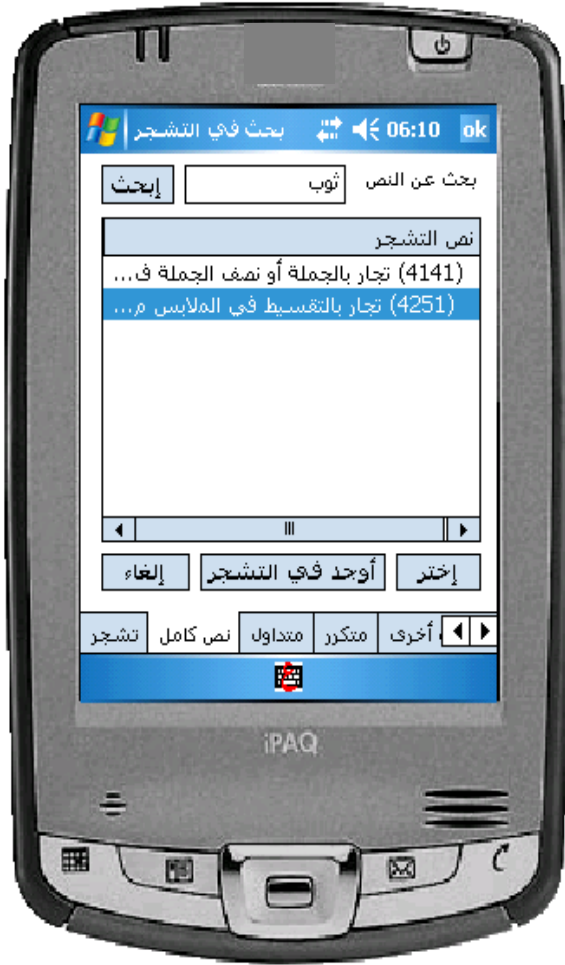 بحث في التشجر 06:10 ok
بحث عن النص ثوب إبحث
نص التشجر
(4141) تجار بالجملة أو نصف الجملة ف...
(4251) تجار بالتقسيط في الملابس م...
إختر أوجد في التشجر إلغاء
تشجر نص كامل متداول متكرر أخرى
iPAQ